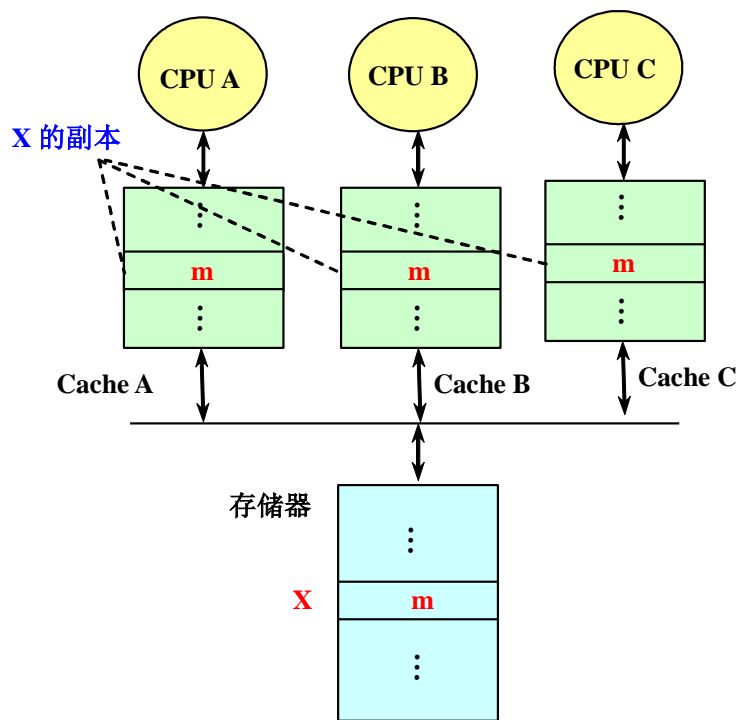 CPU A
CPU B
CPU C
X 的副本
m
m
m
Cache A
Cache B
Cache C
存储器
X
m